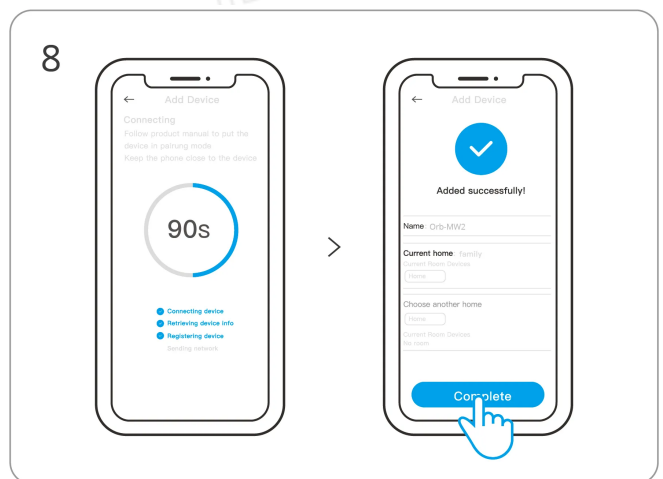 8
Add Device
Connecting
Follow product manual to put the
device in pairung mode
Keep the phone close to the device
90s
Connecting device
Retrieving device info
Registering device
Sending network
>
Add Device
Added successfully!
Name: Orb-MW2
Current home: family
Current Room Devices
Home
Choose another home
Home
Current Room Devices
No room
Complete